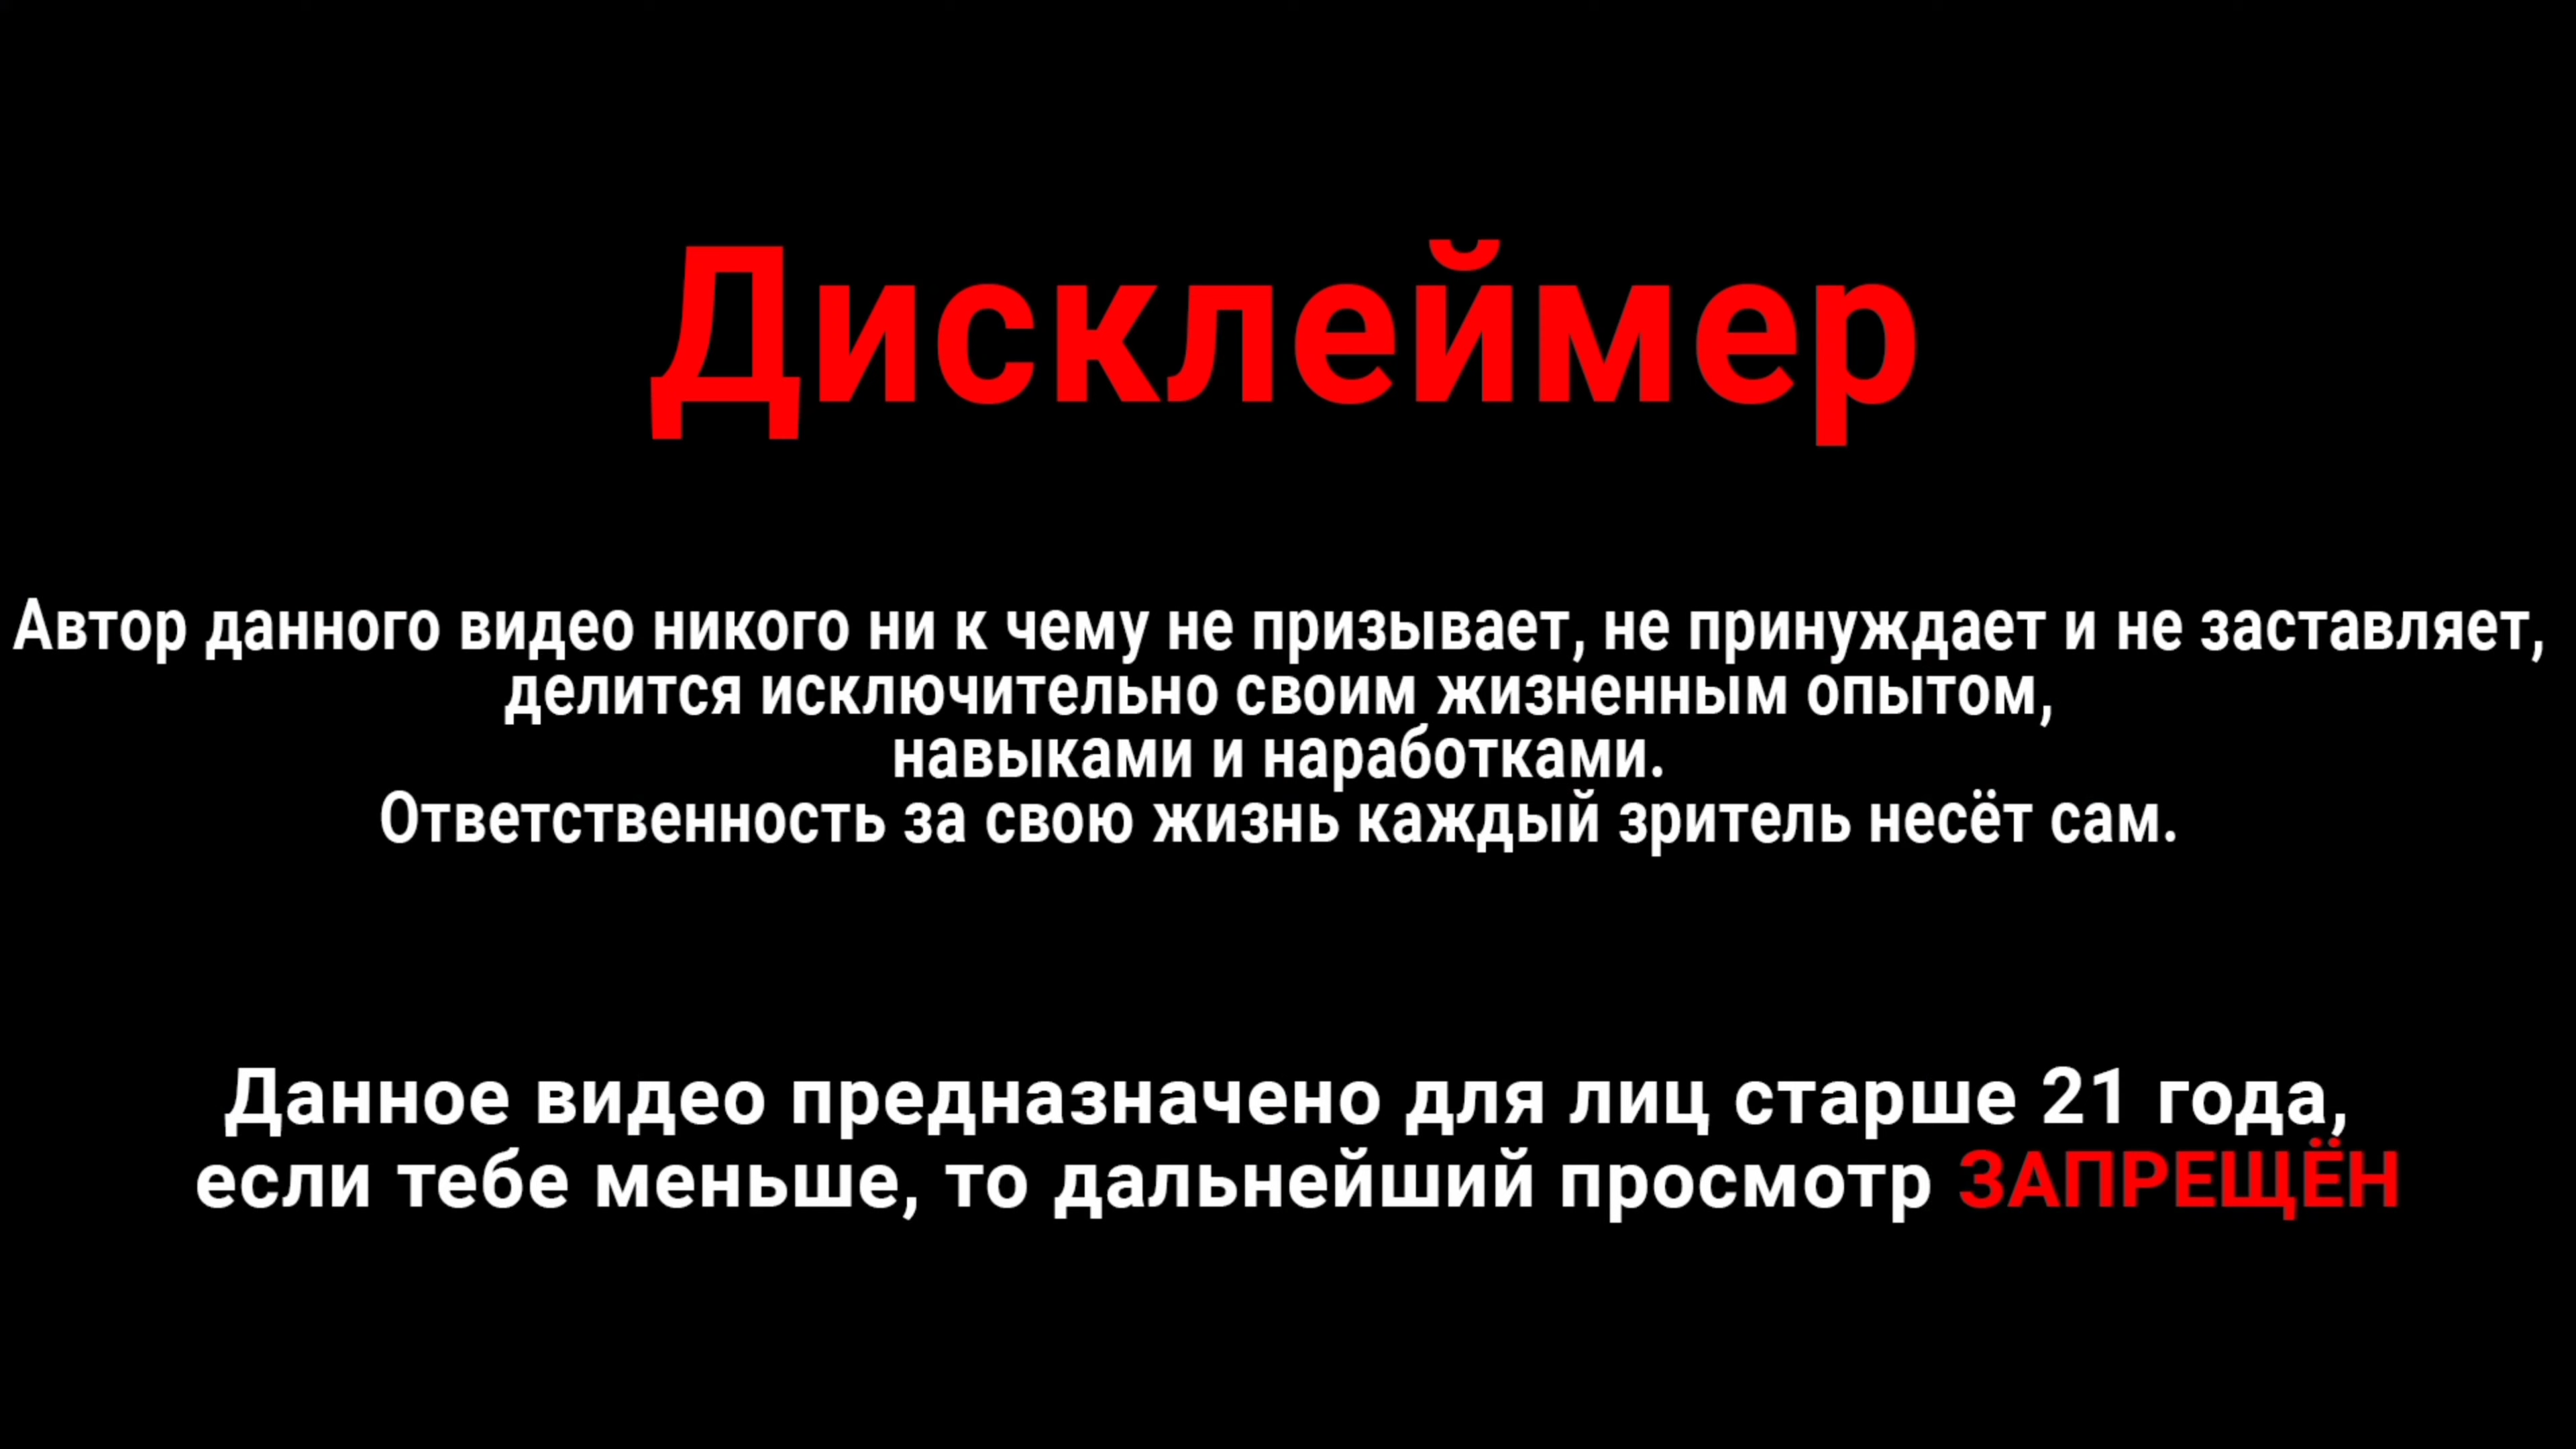 Дисклеймер
Автор данного видео никого ни к чему не призывает, не принуждает и не заставляет,
делится исключительно своим жизненным опытом,
навыками и наработками.
Ответственность за свою жизнь каждый зритель несёт сам.
Данное видео предназначено для лиц старше 21 года,
если тебе меньше, то дальнейший просмотр ЗАПРЕЩЁН